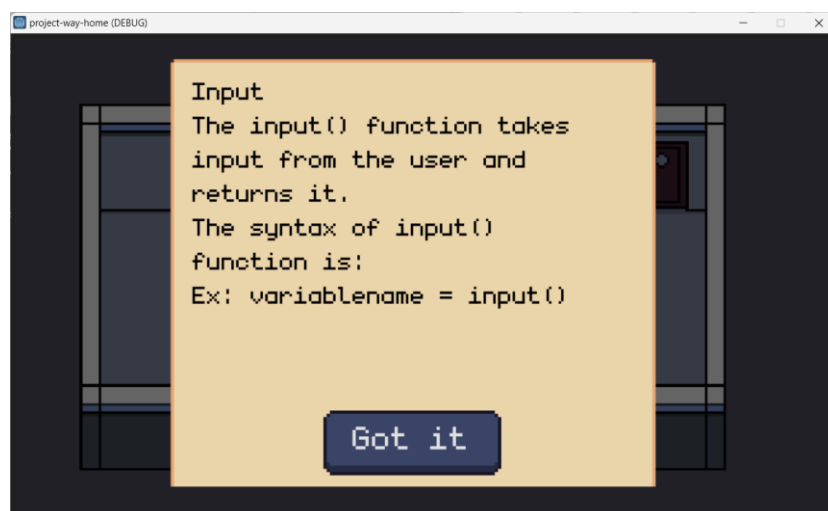 project-way-home (DEBUG)
Input
The input() function takes
input from the user and
returns it.
The syntax of input()
function is:
Ex: variablename = input()
Got it